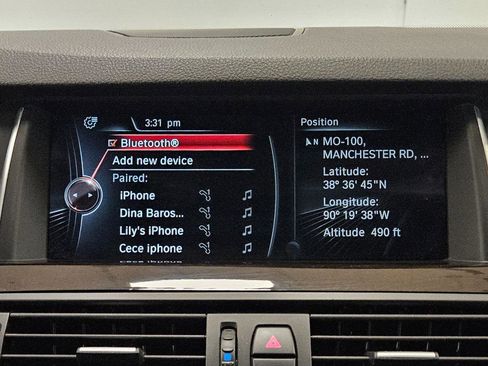 3:31 pm
Bluetooth®
Add new device
Paired:
iPhone
Dina Baros...
Lily's iPhone
Cece iphone
Position
N MO-100,
MANCHESTER RD, ...
Latitude:
38° 36' 45"N
Longitude:
90° 19' 38"W
Altitude 490 ft